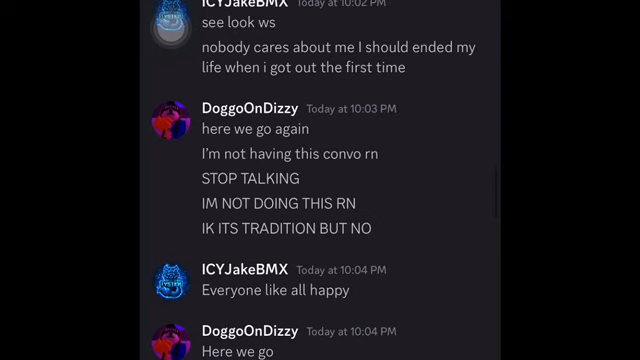 ICYJakeBMX Today at 10:02 PM
see look ws
nobody cares about me I should ended my
life when i got out the first time
DoggoOnDizzy Today at 10:03 PM
here we go again
I'm not having this convo rn
STOP TALKING
IM NOT DOING THIS RN
IK ITS TRADITION BUT NO
ICYJakeBMX Today at 10:04 PM
Everyone like all happy
DoggoOnDizzy Today at 10:04 PM
Here we go